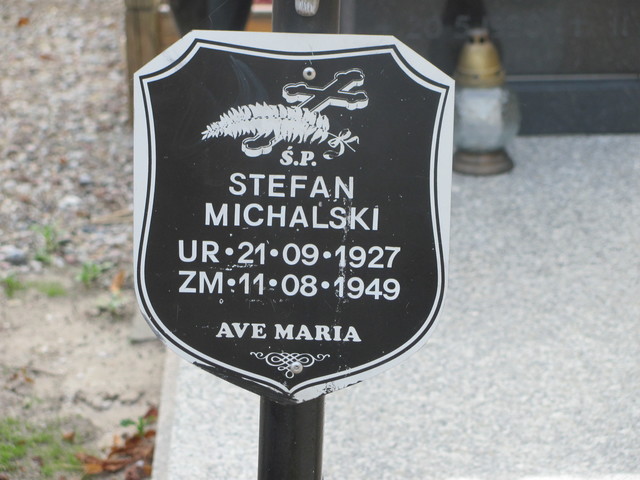 Ś.P.
STEFAN
MICHALSKI
UR•21•09•1927
ZM•11•08•1949
AVE MARIA